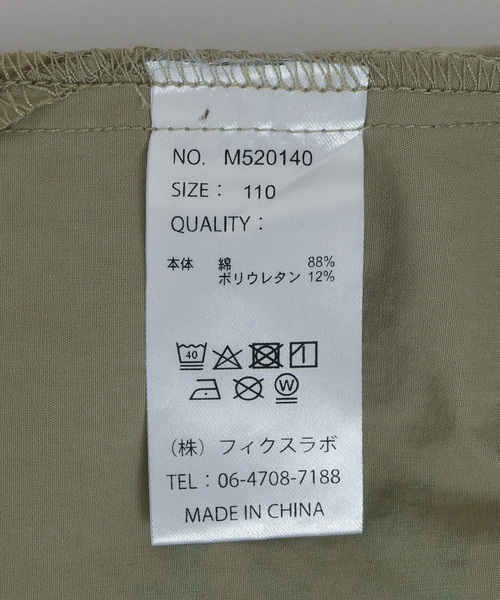 NO. M520140
SIZE： 110
QUALITY：
本体 綿 88%
ポリウレタン 12%
40
W
（株）フィクスラボ
TEL：06-4708-7188
MADE IN CHINA